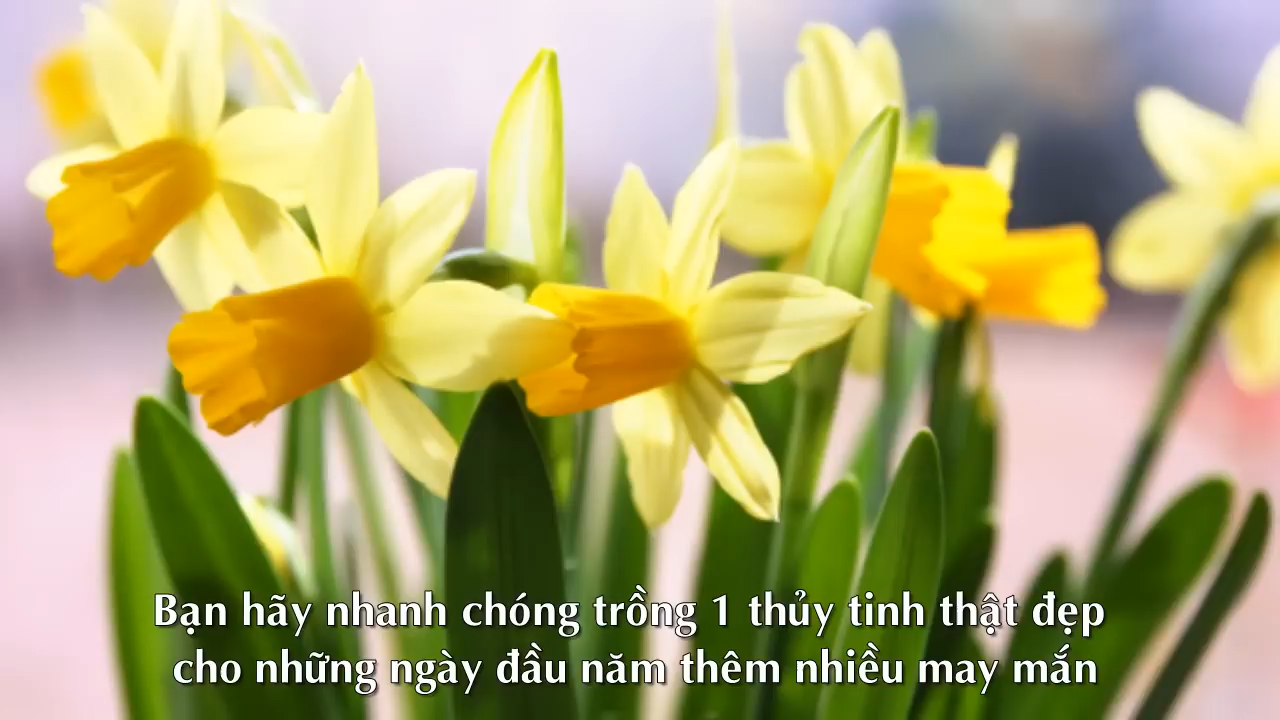 Bạn hãy nhanh chóng trồng 1 thủy tinh thật đẹp
cho những ngày đầu năm thêm nhiều may mắn